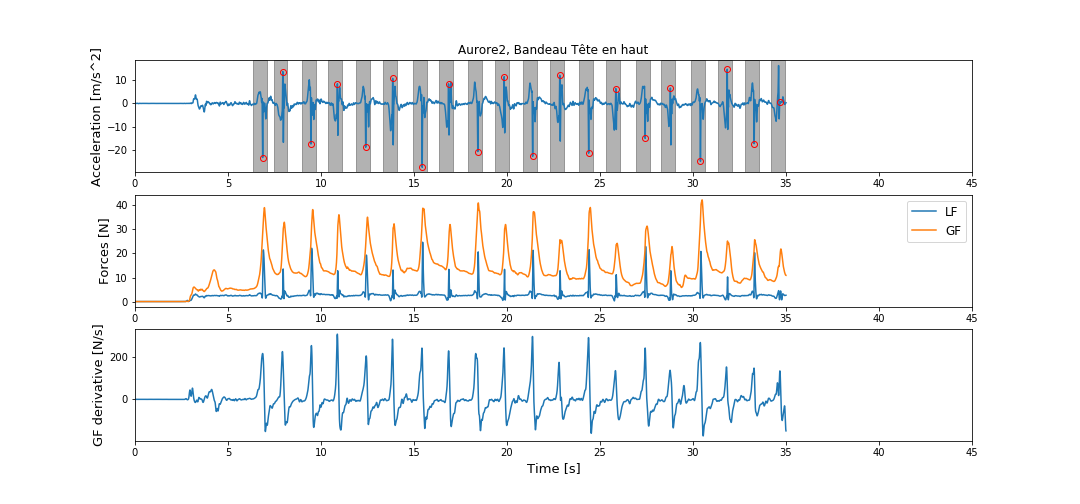 Aurore2, Bandeau Tête en haut
Acceleration [m/s^2]
10
0
−10
−20
0 5 10 15 20 25 30 35 40 45
Forces [N]
40
30
20
10
0
LF
GF
0 5 10 15 20 25 30 35 40 45
GF derivative [N/s]
200
0
0 5 10 15 20 25 30 35 40 45
Time [s]